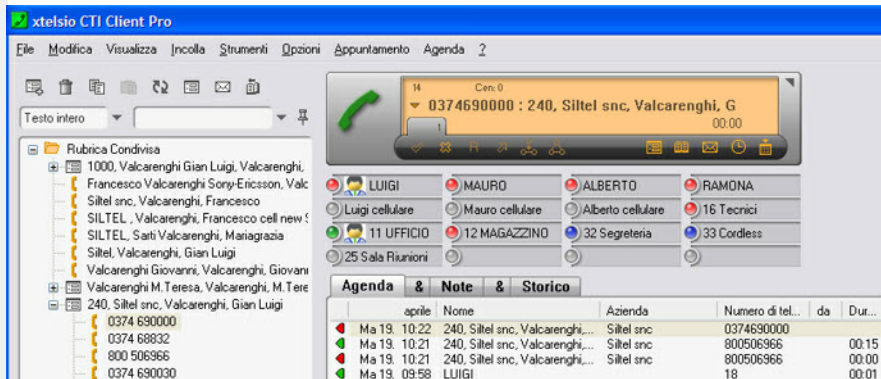 xtelsio CTI Client Pro
File Modifica Visualizza Incolla Strumenti Opzioni Appuntamento Agenda ?
Testo intero
14 Cen: 0
0374690000 : 240, Siltel snc, Valcarenghi, G
1 00:00
Rubrica Condivisa
1000, Valcarenghi Gian Luigi, Valcarenghi,
Francesco Valcarenghi Sony-Ericsson, Valc
Siltel snc, Valcarenghi, Francesco
SILTEL , Valcarenghi, Francesco cell new S
SILTEL, Sarti Valcarenghi, Mariagrazia
Siltel, Valcarenghi, Gian Luigi
Valcarenghi Giovanni, Valcarenghi, Giovani
Valcarenghi M.Teresa, Valcarenghi, M.Tere
240, Siltel snc, Valcarenghi, Gian Luigi
0374 690000
0374 68832
800 506966
0374 690030
LUIGI MAURO ALBERTO RAMONA
Luigi cellulare Mauro cellulare Alberto cellulare 16 Tecnici
11 UFFICIO 12 MAGAZZINO 32 Segreteria 33 Cordless
25 Sala Riunioni
Agenda & Note & Storico
aprile Nome Azienda Numero di tel... da Dur...
Ma 19. 10:22 240, Siltel snc, Valcarenghi,... Siltel snc 0374690000
Ma 19. 10:21 240, Siltel snc, Valcarenghi,... Siltel snc 800506966 00:15
Ma 19. 10:21 240, Siltel snc, Valcarenghi,... Siltel snc 800506966 00:00
Ma 19. 09:58 LUIGI 18 00:01